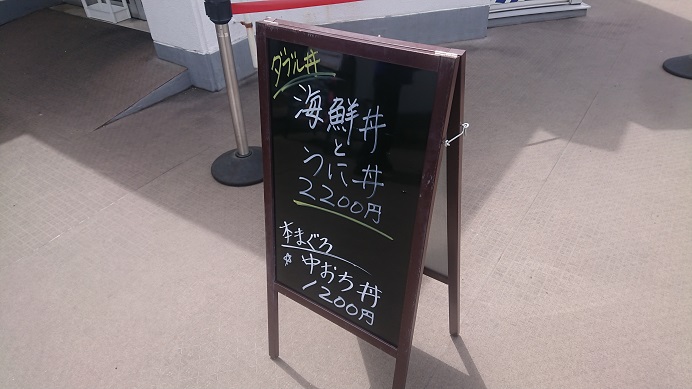 ダブル丼
海鮮丼
と
うに丼
2200円
本まぐろ
☆中おち丼
1200円